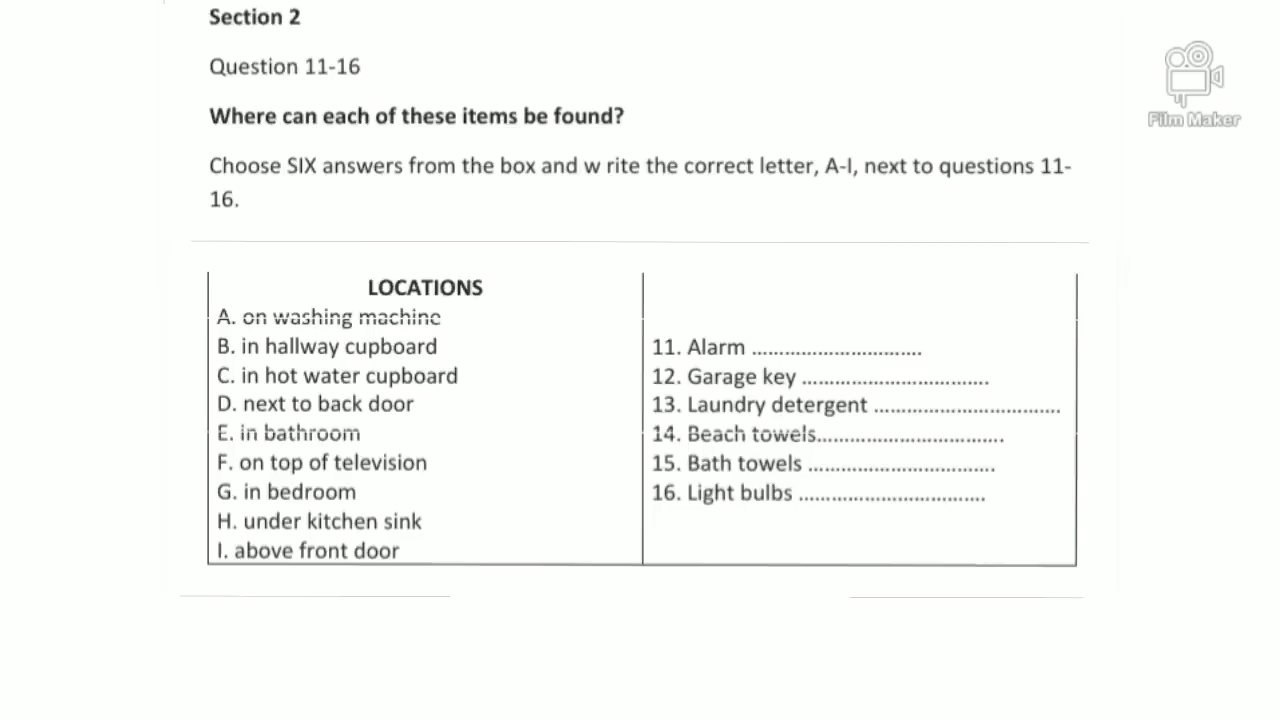 Section 2
Question 11-16
Where can each of these items be found?
Choose SIX answers from the box and w rite the correct letter, A-I, next to questions 11-
16.
LOCATIONS
A. on washing machine
B. in hallway cupboard
C. in hot water cupboard
D. next to back door
E. in bathroom
F. on top of television
G. in bedroom
H. under kitchen sink
I. above front door
11. Alarm ................................
12. Garage key ...................................
13. Laundry detergent ...................................
14. Beach towels...................................
15. Bath towels ...................................
16. Light bulbs ...................................
Film Maker